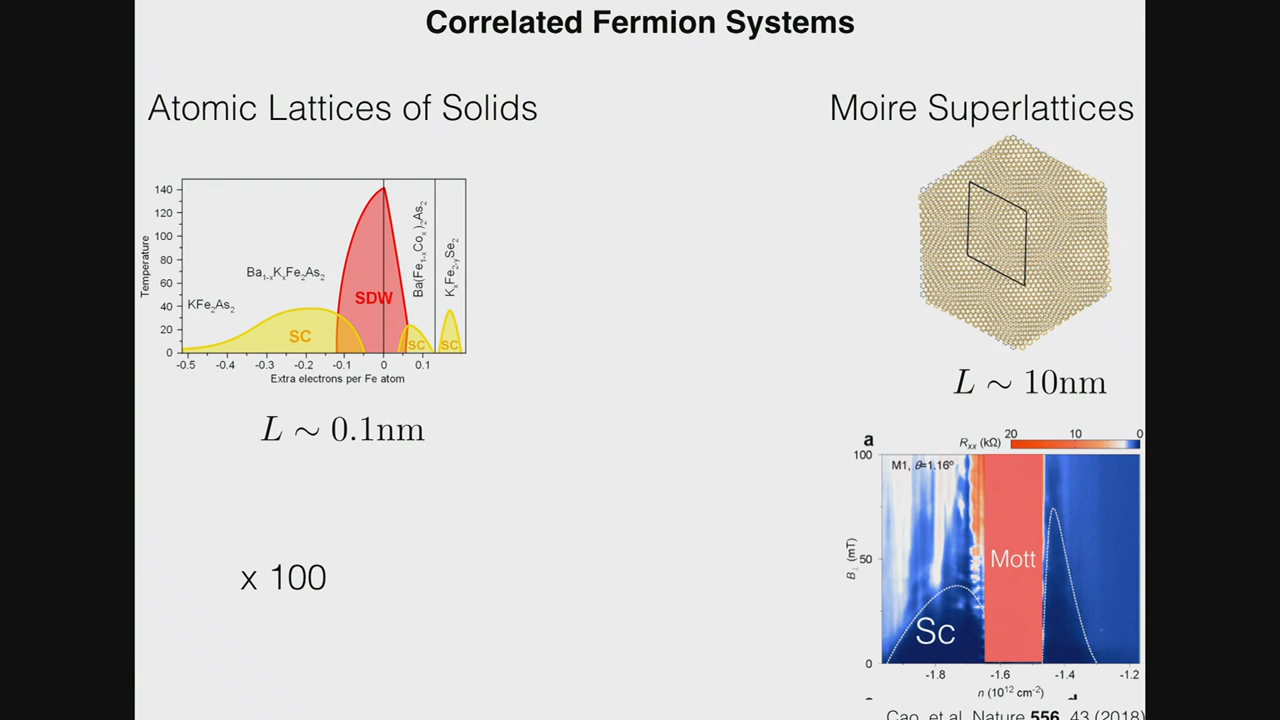 Correlated Fermion Systems
Atomic Lattices of Solids
Moire Superlattices
140
120
100
80
60
40
20
0
Temperature
KFe2As2
Ba1-xKxFe2As2
SDW
SC
SC
SC
Ba(Fe1-xCox)2As2
KxFe2-ySe2
-0.5 -0.4 -0.3 -0.2 -0.1 0 0.1
Extra electrons per Fe atom
L ∼ 0.1nm
x 100
L ∼ 10nm
a
Rxx (kΩ)
20 10 0
M1, θ=1.16°
100
50
0
B⊥ (mT)
Mott
Sc
-1.8 -1.6 -1.4 -1.2
n (10¹² cm⁻²)
Cao, et al. Nature 556, 43 (2018)